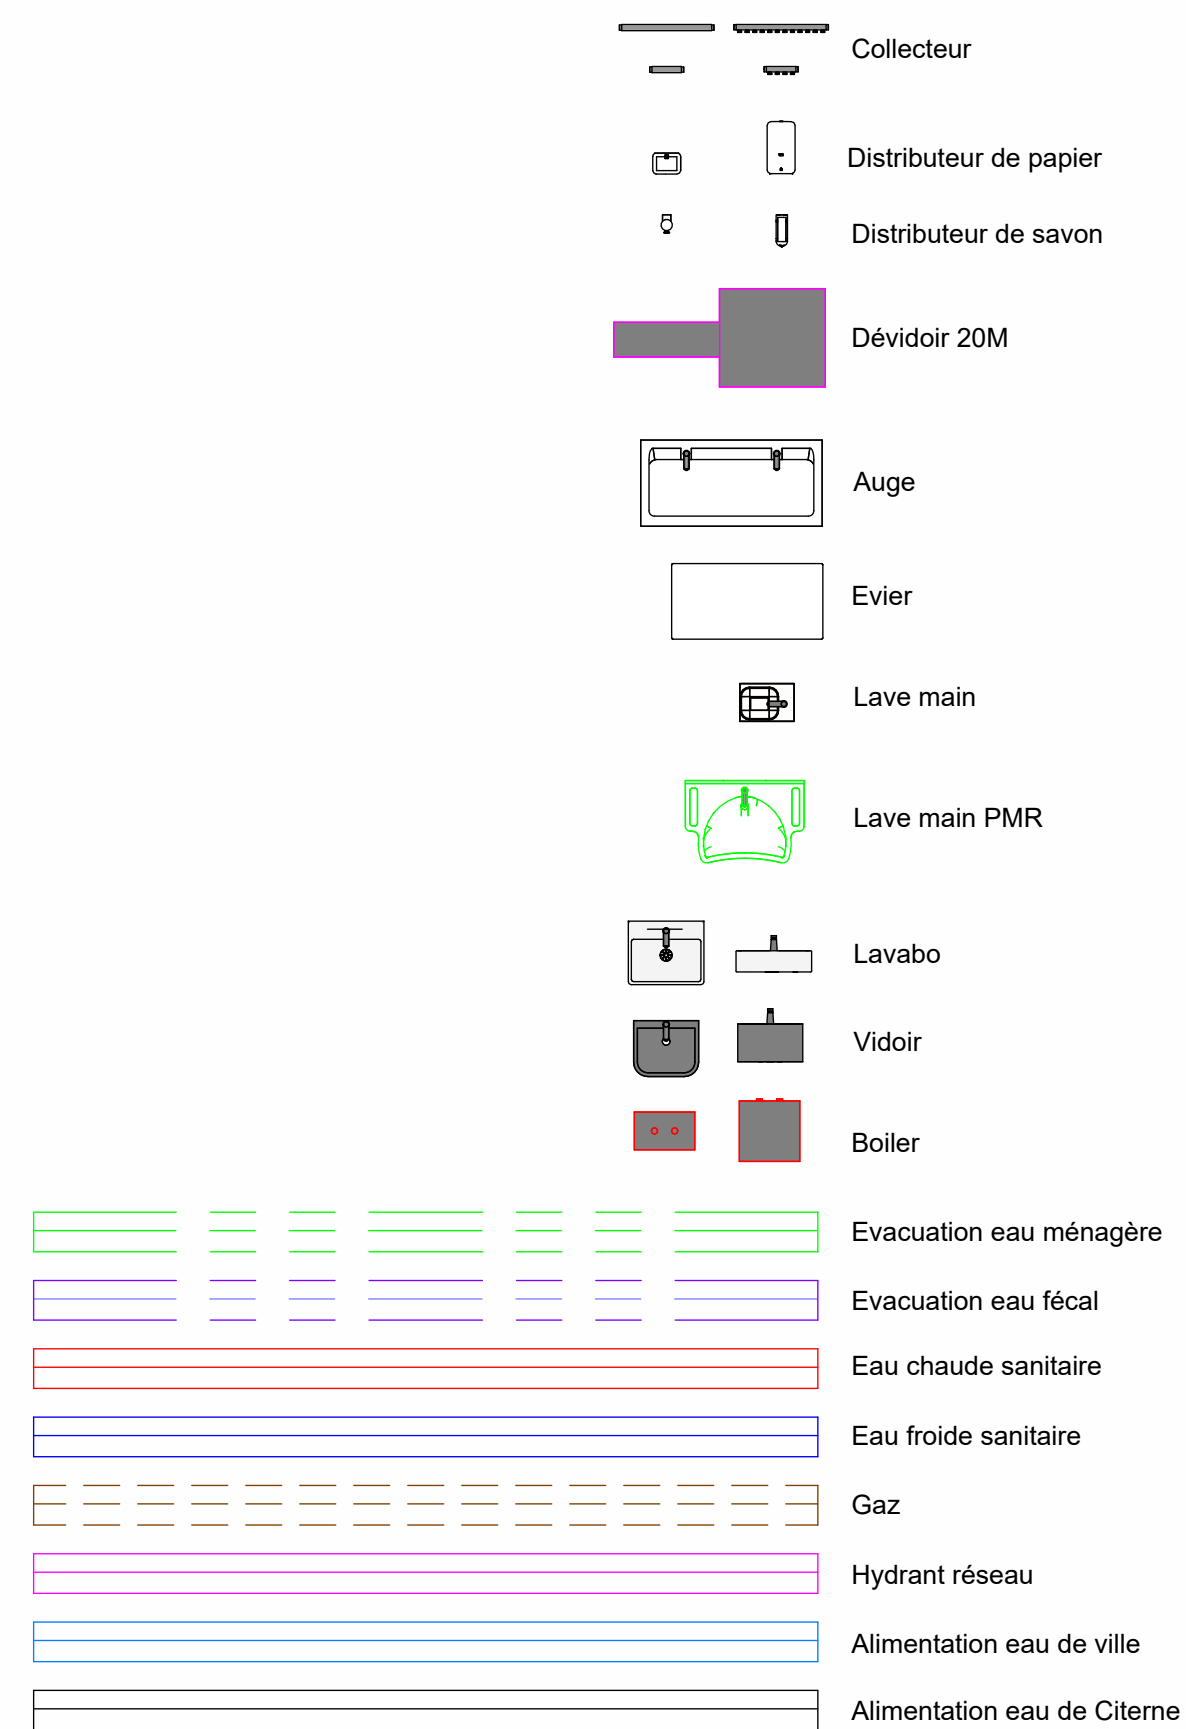 Collecteur
Distributeur de papier
Distributeur de savon
Dévidoir 20M
Auge
Evier
Lave main
Lave main PMR
Lavabo
Vidoir
Boiler
Evacuation eau ménagère
Evacuation eau fécal
Eau chaude sanitaire
Eau froide sanitaire
Gaz
Hydrant réseau
Alimentation eau de ville
Alimentation eau de Citerne